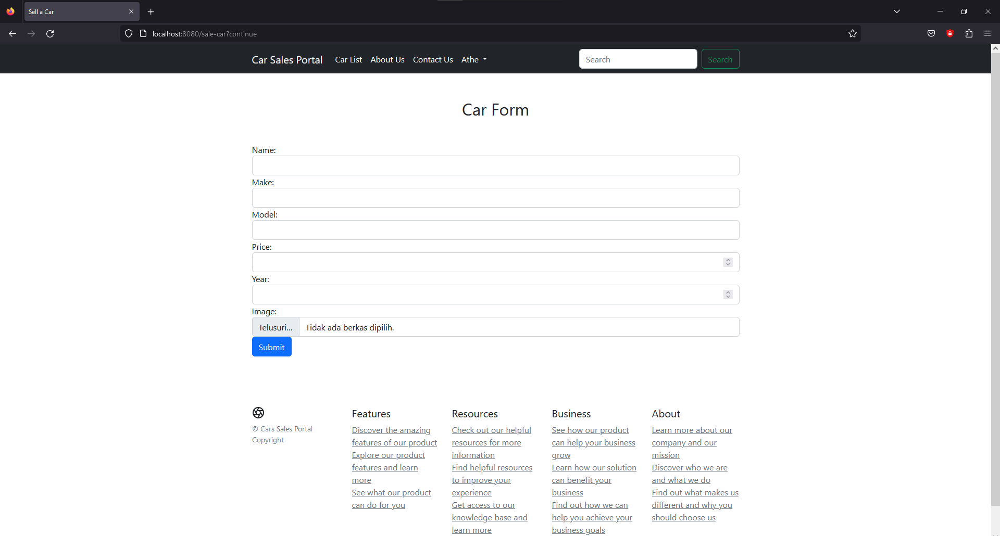 Sell a Car
localhost:8080/sale-car?continue
Car Sales Portal Car List About Us Contact Us Athe Search Search
Car Form
Name:
Make:
Model:
Price:
Year:
Image:
Telusuri... Tidak ada berkas dipilih.
Submit
© Cars Sales Portal
Copyright
Features
Discover the amazing
features of our product
Explore our product
features and learn
more
See what our product
can do for you
Resources
Check out our helpful
resources for more
information
Find helpful resources
to improve your
experience
Get access to our
knowledge base and
learn more
Business
See how our product
can help your business
grow
Learn how our solution
can benefit your
business
Find out how we can
help you achieve your
business goals
About
Learn more about our
company and our
mission
Discover who we are
and what we do
Find out what makes us
different and why you
should choose us